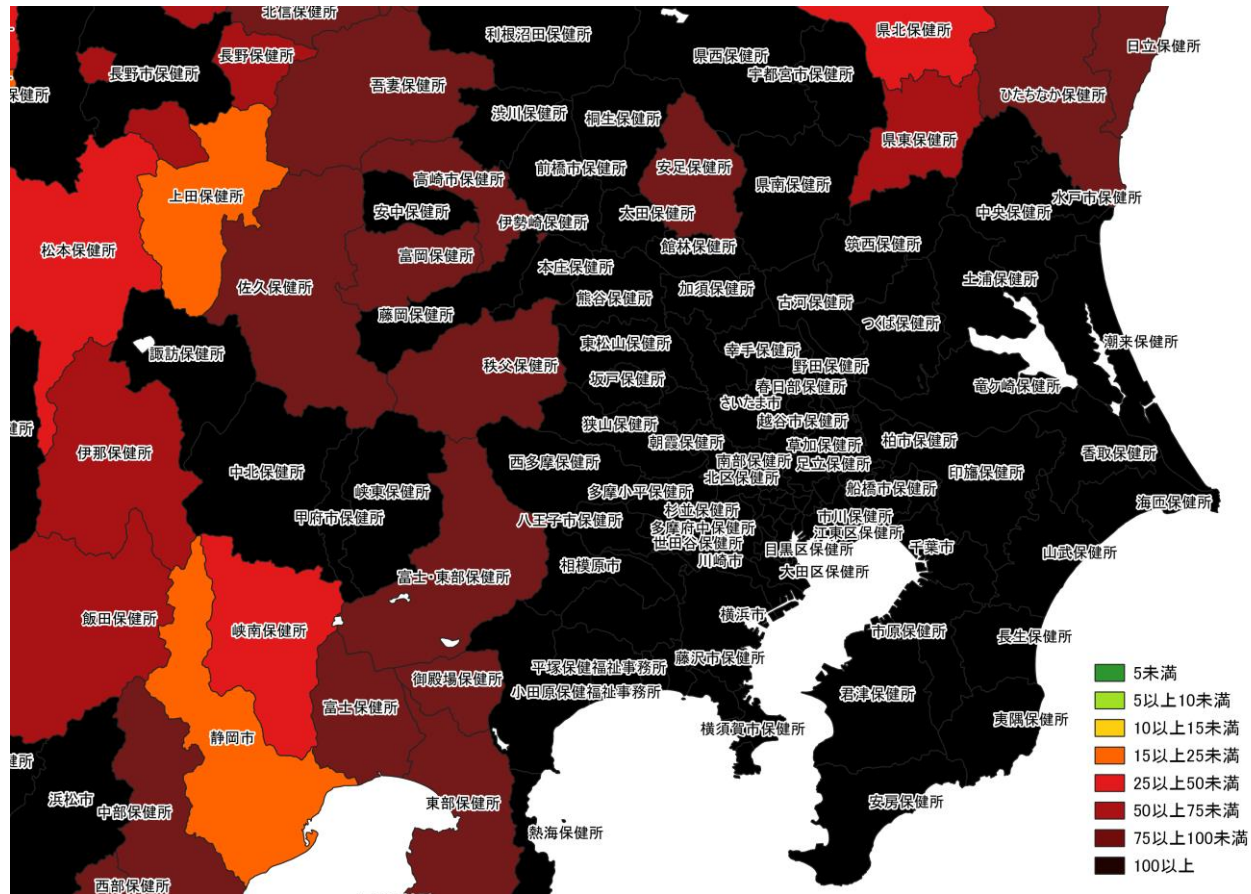 北信保健所
利根沼田保健所
県北保健所
日立保健所
長野保健所
県西保健所
長野市保健所
宇都宮市保健所
保健所
吾妻保健所
ひたちなか保健所
渋川保健所
桐生保健所
県東保健所
高崎市保健所
前橋市保健所
安足保健所
県南保健所
上田保健所
水戸市保健所
安中保健所
太田保健所
中央保健所
伊勢崎保健所
松本保健所
富岡保健所
館林保健所
筑西保健所
本庄保健所
佐久保健所
加須保健所
土浦保健所
熊谷保健所
古河保健所
藤岡保健所
つくば保健所
東松山保健所
潮来保健所
諏訪保健所
幸手保健所
秩父保健所
野田保健所
坂戸保健所
春日部保健所
竜ケ崎保健所
さいたま市
越谷市保健所
狭山保健所
健所
朝霞保健所
草加保健所
柏市保健所
伊那保健所
香取保健所
西多摩保健所
南部保健所
足立保健所
中北保健所
峡東保健所
北区保健所
印旛保健所
多摩小平保健所
船橋市保健所
海匝保健所
杉並保健所
甲府市保健所
八王子市保健所
市川保健所
多摩府中保健所
江東区保健所
世田谷保健所
目黒区保健所
千葉市
山武保健所
川崎市
相模原市
大田区保健所
富士・東部保健所
飯田保健所
横浜市
峡南保健所
市原保健所
長生保健所
藤沢市保健所
平塚保健福祉事務所
御殿場保健所
小田原保健福祉事務所
君津保健所
富士保健所
夷隅保健所
横須賀市保健所
静岡市
健所
浜松市
中部保健所
東部保健所
安房保健所
熱海保健所
西部保健所
5未満
5以上10未満
10以上15未満
15以上25未満
25以上50未満
50以上75未満
75以上100未満
100以上